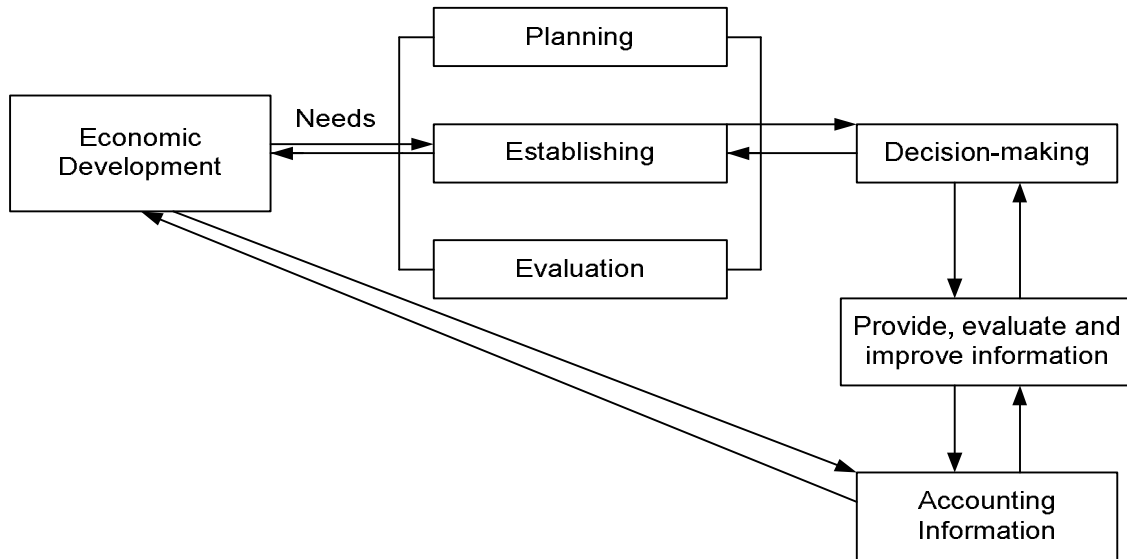 Planning
Economic
Development
Needs
Establishing
Decision-making
Evaluation
Provide, evaluate and
improve information
Accounting
Information